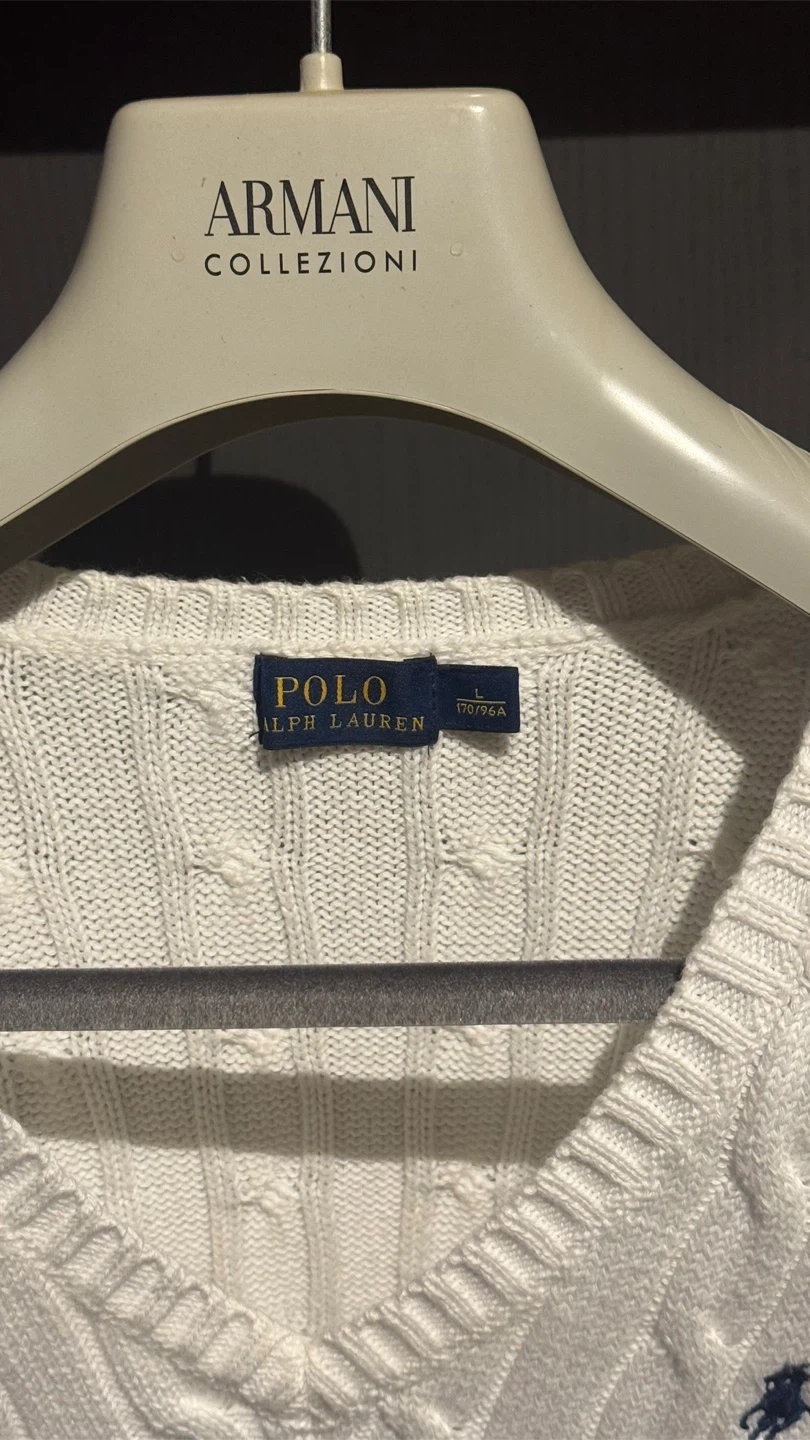 ARMANI
COLLEZIONI
POLO
ALPH LAUREN
L
170/96A